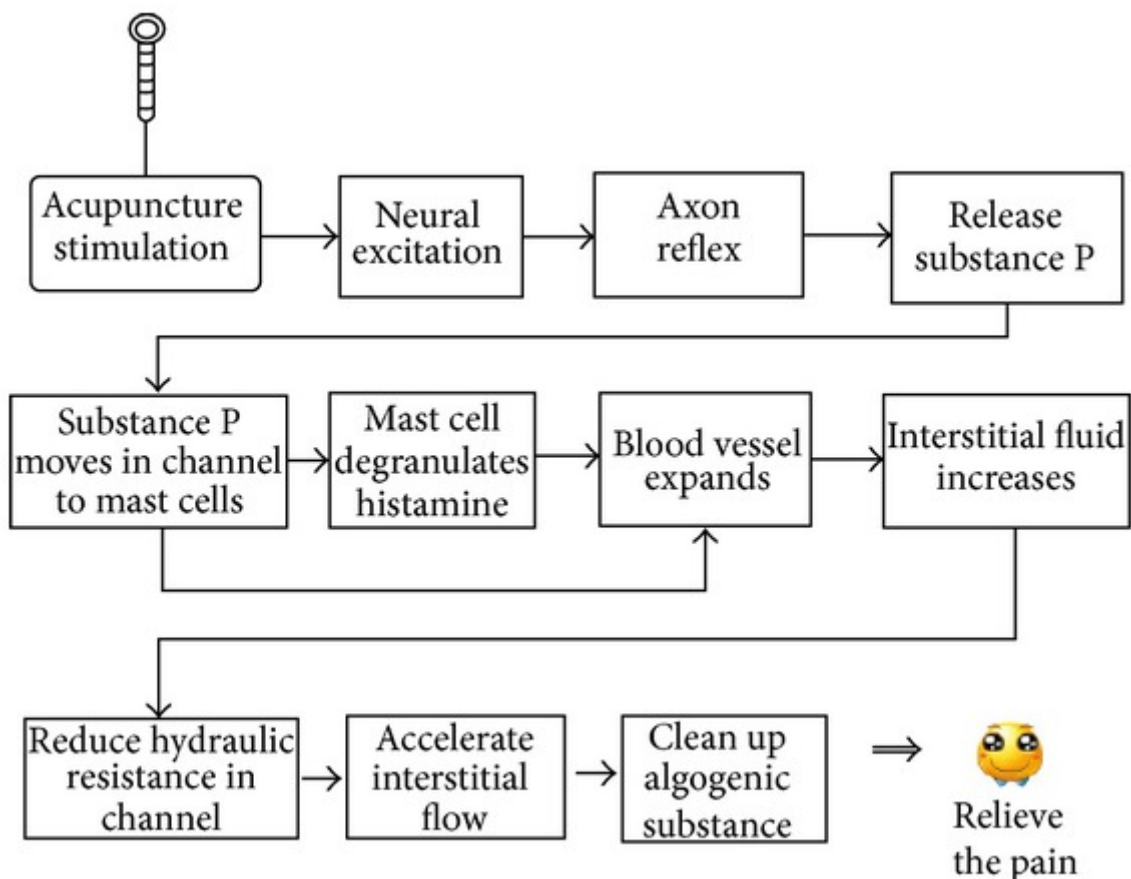 Acupuncture
stimulation
Neural
excitation
Axon
reflex
Release
substance P
Substance P
moves in channel
to mast cells
Mast cell
degranulates
histamine
Blood vessel
expands
Interstitial fluid
increases
Reduce hydraulic
resistance in
channel
Accelerate
interstitial
flow
Clean up
algogenic
substance
Relieve
the pain